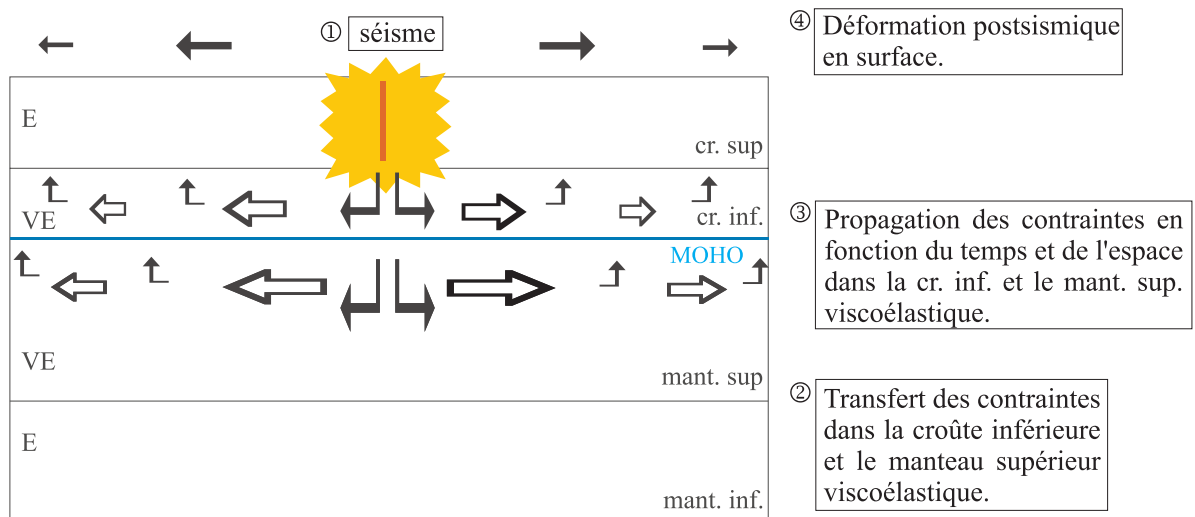 ① séisme
④ Déformation postsismique
en surface.
E
cr. sup
VE
cr. inf.
MOHO
③ Propagation des contraintes en
fonction du temps et de l'espace
dans la cr. inf. et le mant. sup.
viscoélastique.
VE
mant. sup
② Transfert des contraintes
dans la croûte inférieure
et le manteau supérieur
viscoélastique.
E
mant. inf.